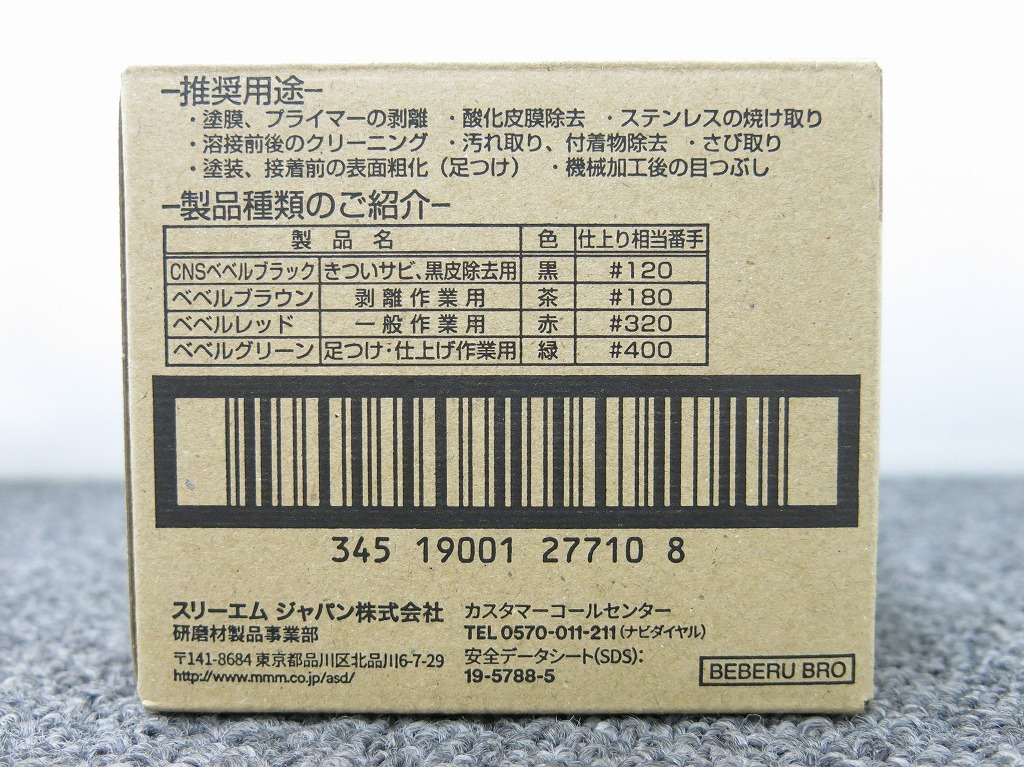 -推奨用途-
・塗膜、プライマーの剥離 ・酸化皮膜除去 ・ステンレスの焼け取り
・溶接前後のクリーニング ・汚れ取り、付着物除去 ・さび取り
・塗装、接着前の表面粗化（足つけ） ・機械加工後の目つぶし
-製品種類のご紹介-
製品名 色 仕上り相当番手
CNSベベルブラック きついサビ、黒皮除去用 黒 #120
ベベルブラウン 剥離作業用 茶 #180
ベベルレッド 一般作業用 赤 #320
ベベルグリーン 足つけ・仕上げ作業用 緑 #400
345 19001 27710 8
スリーエム ジャパン株式会社
研磨材製品事業部
〒141-8684 東京都品川区北品川6-7-29
http://www.mmm.co.jp/asd/
カスタマーコールセンター
TEL 0570-011-211（ナビダイヤル）
安全データシート(SDS)：
19-5788-5
BEBERU BRO